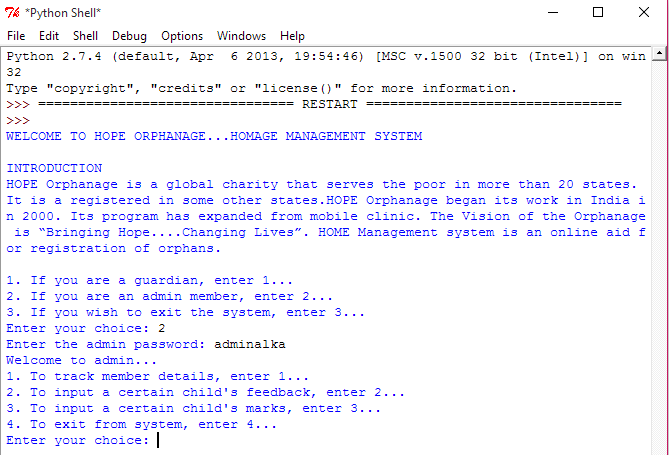 *Python Shell*
File Edit Shell Debug Options Windows Help
Python 2.7.4 (default, Apr  6 2013, 19:54:46) [MSC v.1500 32 bit (Intel)] on win
32
Type "copyright", "credits" or "license()" for more information.
>>> ================================ RESTART ================================
>>>
WELCOME TO HOPE ORPHANAGE...HOMAGE MANAGEMENT SYSTEM
INTRODUCTION
HOPE Orphanage is a global charity that serves the poor in more than 20 states.
It is a registered in some other states.HOPE Orphanage began its work in India i
n 2000. Its program has expanded from mobile clinic. The Vision of the Orphanage
 is “Bringing Hope....Changing Lives”. HOME Management system is an online aid f
or registration of orphans.
1. If you are a guardian, enter 1...
2. If you are an admin member, enter 2...
3. If you wish to exit the system, enter 3...
Enter your choice: 2
Enter the admin password: adminalka
Welcome to admin...
1. To track member details, enter 1...
2. To input a certain child's feedback, enter 2...
3. To input a certain child's marks, enter 3...
4. To exit from system, enter 4...
Enter your choice: